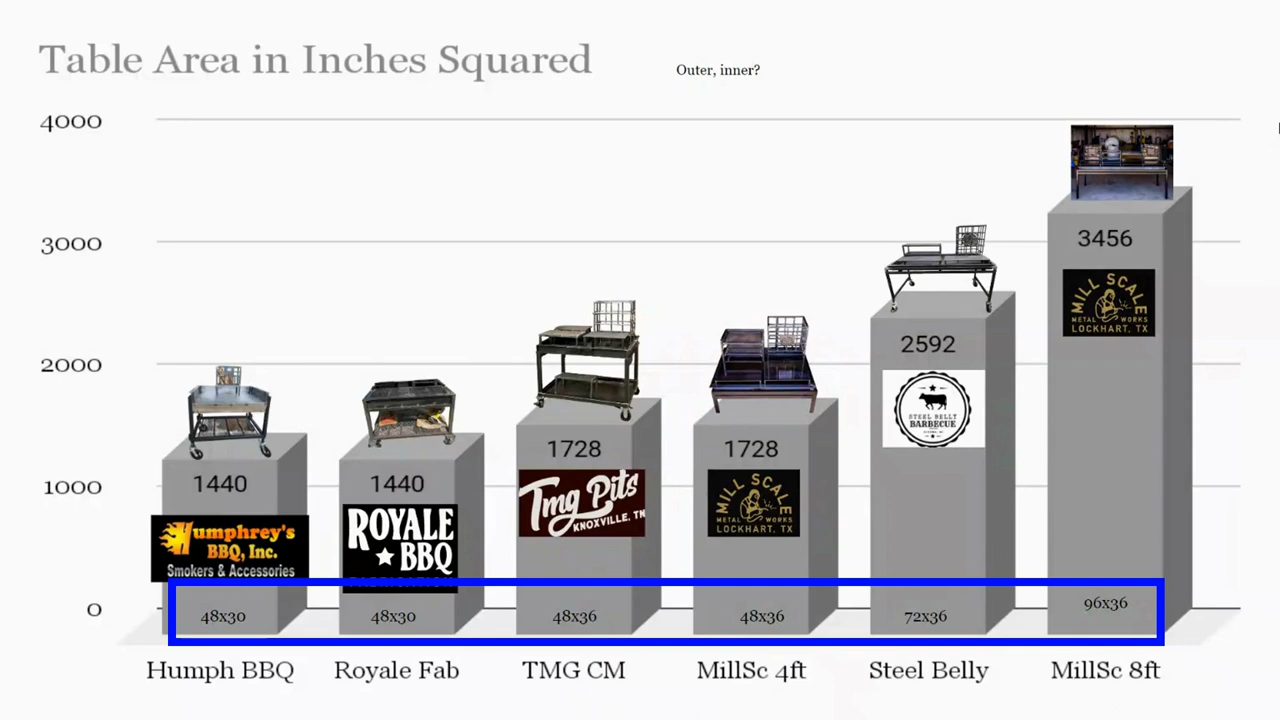 Table Area in Inches Squared
Outer, inner?
4000
3000
2000
1000
0
1440
1440
1728
1728
2592
3456
Humphrey's
BBQ, Inc.
Smokers & Accessories
ROYALE
BBQ
Tmg Pits
KNOXVILLE, TN
MILL SCALE
METAL WORKS
LOCKHART, TX
STEEL BELLY
BARBECUE
MILL SCALE
METAL WORKS
LOCKHART, TX
48x30
48x30
48x36
48x36
72x36
96x36
Humph BBQ
Royale Fab
TMG CM
MillSc 4ft
Steel Belly
MillSc 8ft